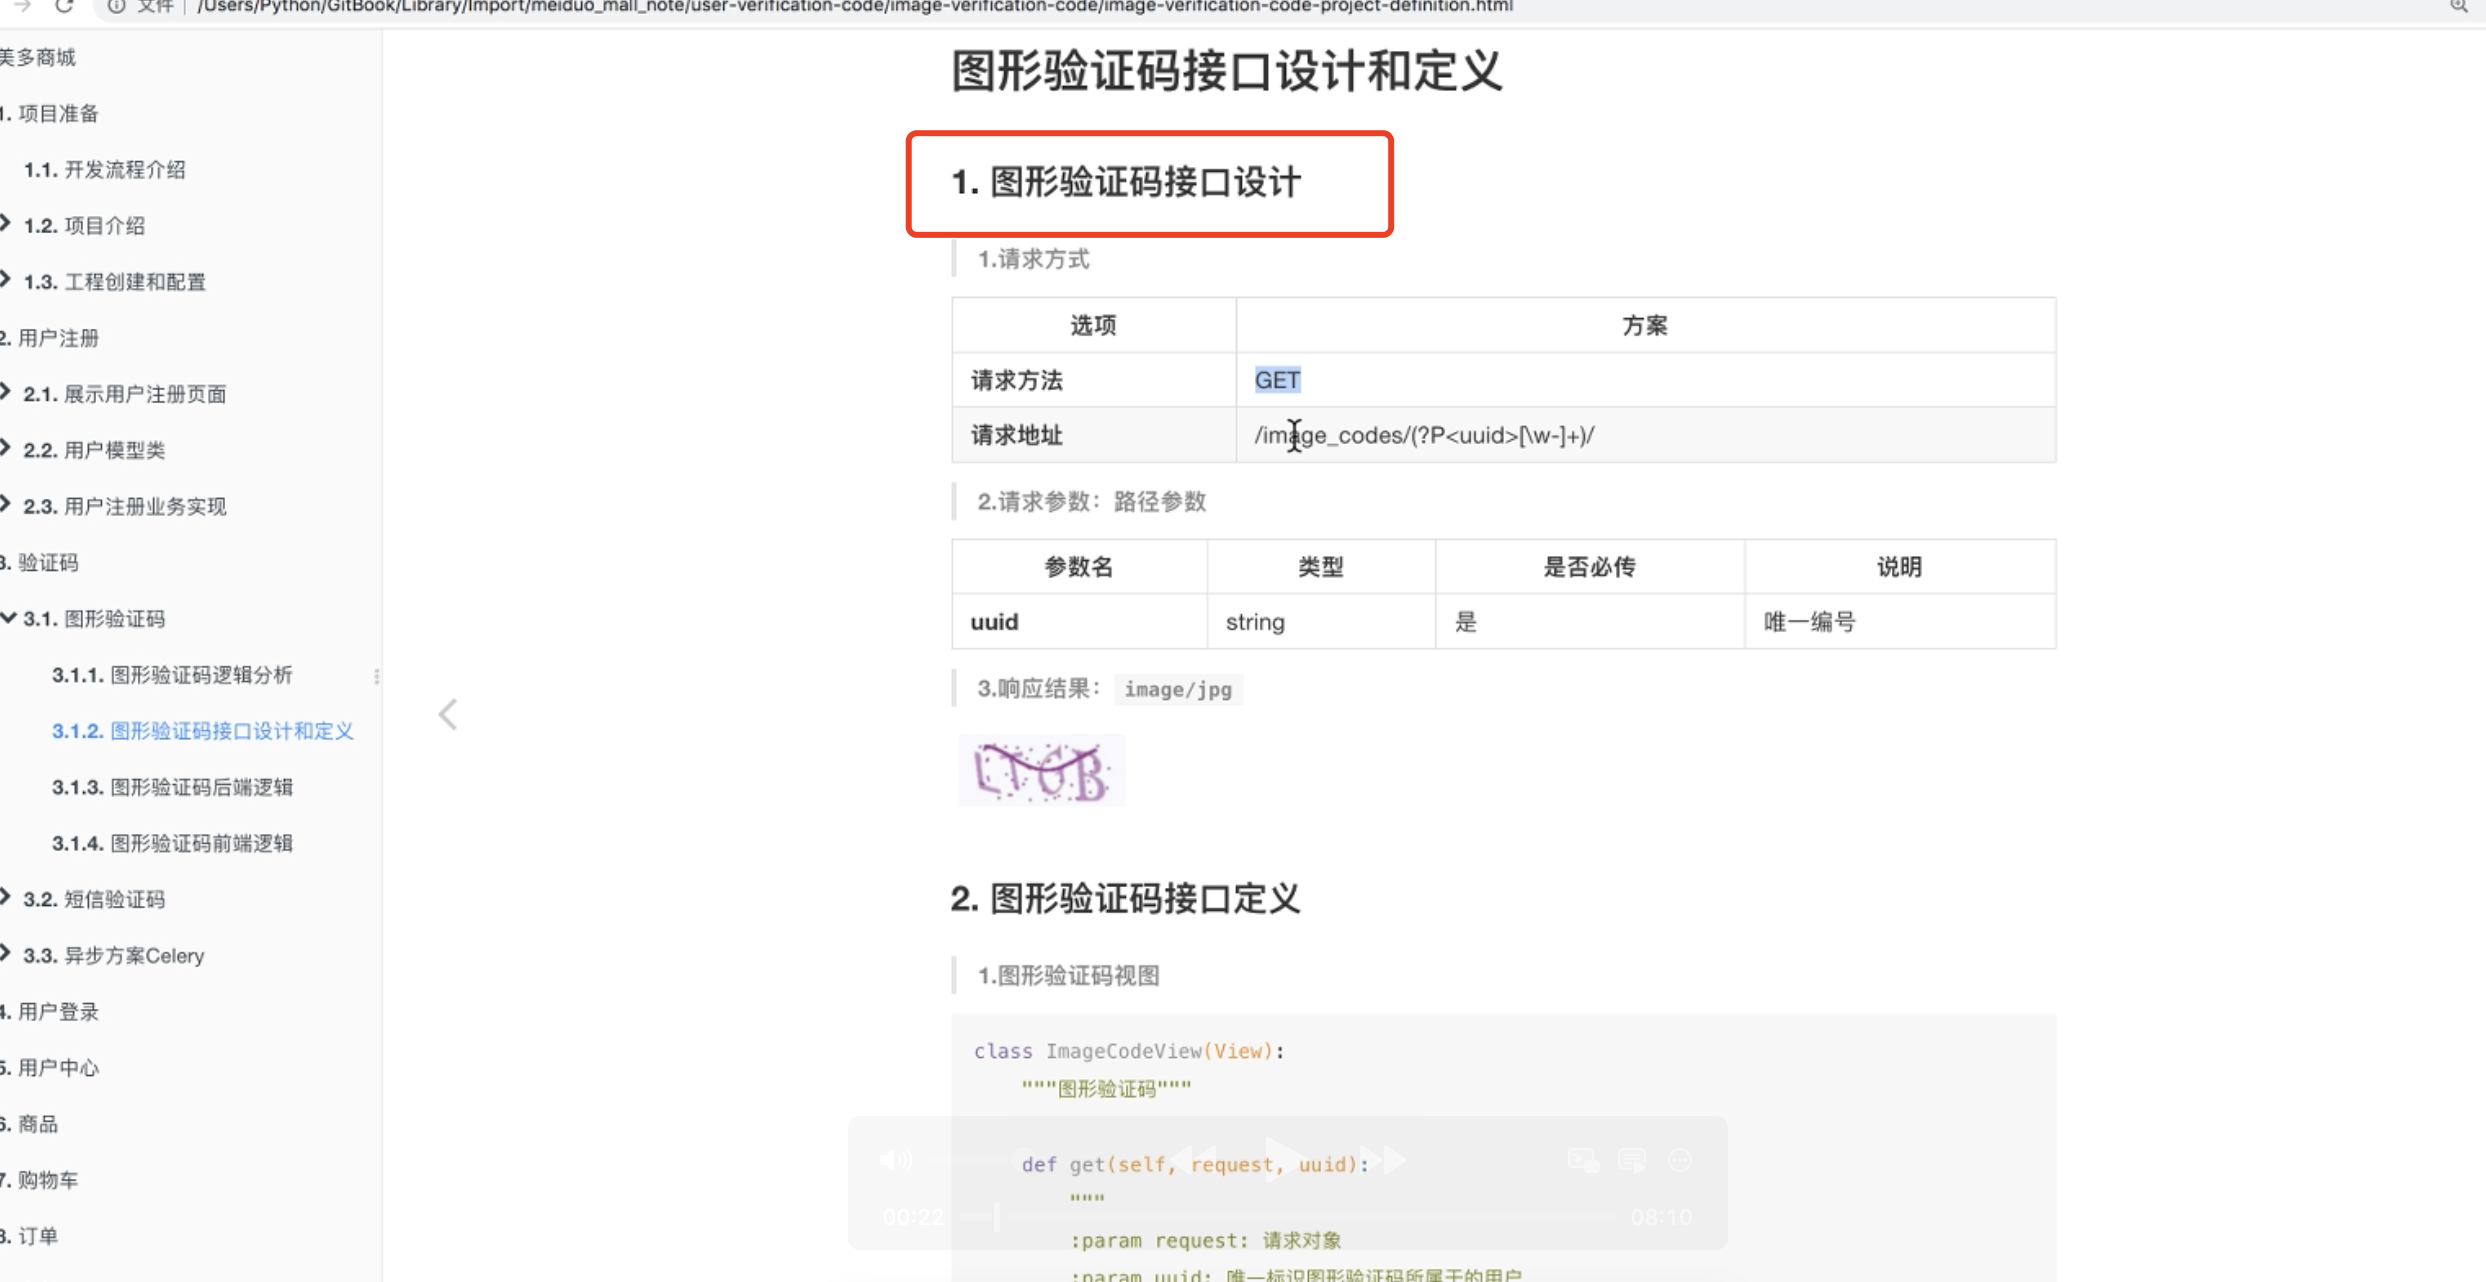 文件 /Users/Python/GitBook/Library/Import/meiduo_mall_note/user-verification-code/image-verification-code/image-verification-code-project-definition.html
美多商城
1. 项目准备
1.1. 开发流程介绍
1.2. 项目介绍
1.3. 工程创建和配置
2. 用户注册
2.1. 展示用户注册页面
2.2. 用户模型类
2.3. 用户注册业务实现
3. 验证码
3.1. 图形验证码
3.1.1. 图形验证码逻辑分析
3.1.2. 图形验证码接口设计和定义
3.1.3. 图形验证码后端逻辑
3.1.4. 图形验证码前端逻辑
3.2. 短信验证码
3.3. 异步方案Celery
4. 用户登录
5. 用户中心
6. 商品
7. 购物车
8. 订单
图形验证码接口设计和定义
1. 图形验证码接口设计
1.请求方式
选项 方案
请求方法 GET
请求地址 /image_codes/(?P<uuid>[\w-]+)/
2.请求参数：路径参数
参数名 类型 是否必传 说明
uuid string 是 唯一编号
3.响应结果： image/jpg
2. 图形验证码接口定义
1.图形验证码视图
class ImageCodeView(View):
"""图形验证码"""
def get(self, request, uuid):
"""
:param request: 请求对象
:param uuid: 唯一标识图形验证码所属于的用户
00:22 08:10